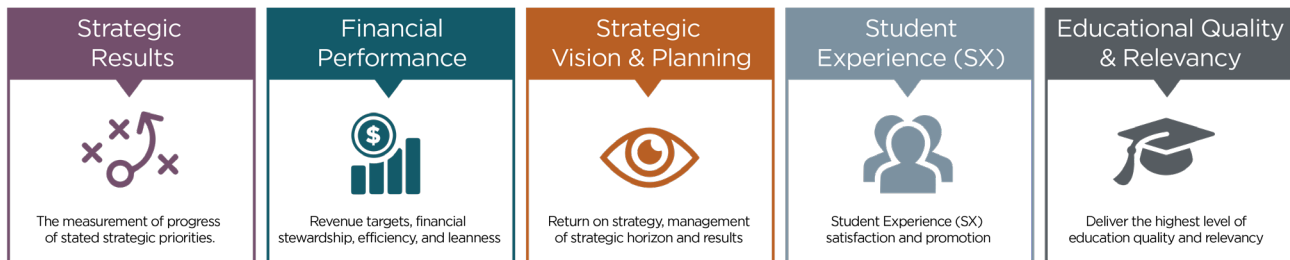 Strategic
Results
The measurement of progress
of stated strategic priorities.
Financial
Performance
$
Revenue targets, financial
stewardship, efficiency, and leanness
Strategic
Vision & Planning
Return on strategy, management
of strategic horizon and results
Student
Experience (SX)
Student Experience (SX)
satisfaction and promotion
Educational Quality
& Relevancy
Deliver the highest level of
education quality and relevancy